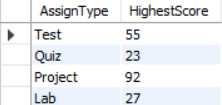 AssignType HighestScore
Test 55
Quiz 23
Project 92
Lab 27